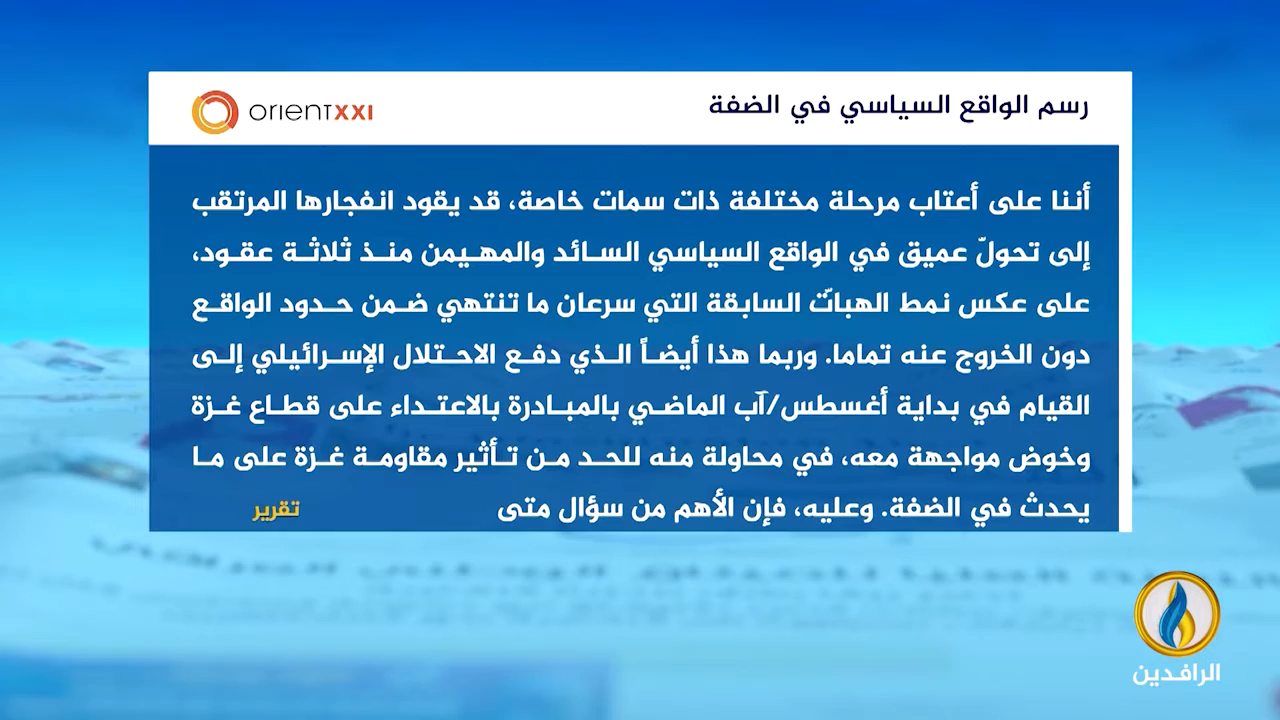 رسم الواقع السياسي في الضفة
orientXXI
أننا على أعتاب مرحلة مختلفة ذات سمات خاصة، قد يقود انفجارها المرتقب
إلى تحولّ عميق في الواقع السياسي السائد والمهيمن منذ ثلاثة عقود،
على عكس نمط الهباتّ السابقة التي سرعان ما تنتهي ضمن حدود الواقع
دون الخروج عنه تماما. وربما هذا أيضاً الذي دفع الاحتلال الإسرائيلي إلى
القيام في بداية أغسطس/آب الماضي بالمبادرة بالاعتداء على قطاع غزة
وخوض مواجهة معه، في محاولة منه للحد من تأثير مقاومة غزة على ما
يحدث في الضفة. وعليه، فإن الأهم من سؤال متى
تقرير
الرافدين